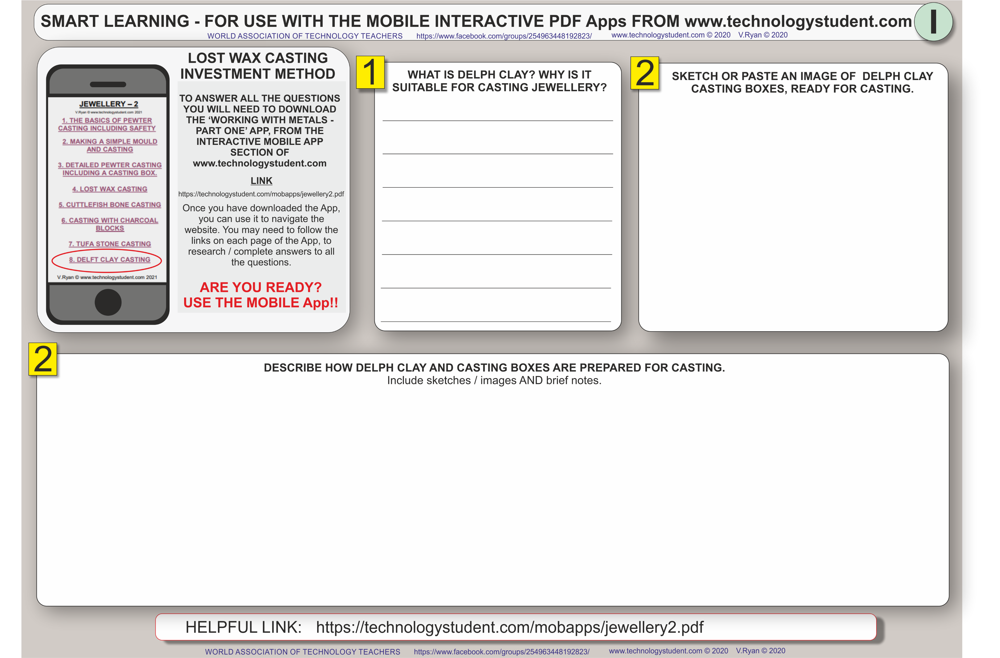 SMART LEARNING - FOR USE WITH THE MOBILE INTERACTIVE PDF Apps FROM www.technologystudent.com
1
WORLD ASSOCIATION OF TECHNOLOGY TEACHERS https://www.facebook.com/groups/254963448192823/ www.technologystudent.com © 2020 V.Ryan © 2020
JEWELLERY – 2
V.Ryan © www.technologystudent.com 2021
1. THE BASICS OF PEWTER
CASTING INCLUDING SAFETY
2. MAKING A SIMPLE MOULD
AND CASTING
3. DETAILED PEWTER CASTING
INCLUDING A CASTING BOX.
4. LOST WAX CASTING
5. CUTTLEFISH BONE CASTING
6. CASTING WITH CHARCOAL
BLOCKS
7. TUFA STONE CASTING
8. DELFT CLAY CASTING
V.Ryan © www.technologystudent.com 2021
LOST WAX CASTING
INVESTMENT METHOD
TO ANSWER ALL THE QUESTIONS
YOU WILL NEED TO DOWNLOAD
THE ‘WORKING WITH METALS -
PART ONE’ APP, FROM THE
INTERACTIVE MOBILE APP
SECTION OF
www.technologystudent.com
LINK
https://technologystudent.com/mobapps/jewellery2.pdf
Once you have downloaded the App,
you can use it to navigate the
website. You may need to follow the
links on each page of the App, to
research / complete answers to all
the questions.
ARE YOU READY?
USE THE MOBILE App!!
1
WHAT IS DELPH CLAY? WHY IS IT
SUITABLE FOR CASTING JEWELLERY?
2
SKETCH OR PASTE AN IMAGE OF DELPH CLAY
CASTING BOXES, READY FOR CASTING.
2
DESCRIBE HOW DELPH CLAY AND CASTING BOXES ARE PREPARED FOR CASTING.
Include sketches / images AND brief notes.
HELPFUL LINK: https://technologystudent.com/mobapps/jewellery2.pdf
WORLD ASSOCIATION OF TECHNOLOGY TEACHERS https://www.facebook.com/groups/254963448192823/ www.technologystudent.com © 2020 V.Ryan © 2020